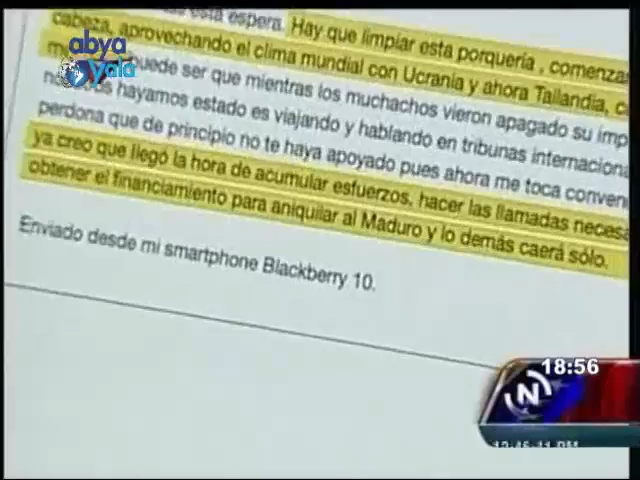 está espera. Hay que limpiar esta porquería , comenzan
cabeza, aprovechando el clima mundial con Ucrania y ahora Tailandia, c
puede ser que mientras los muchachos vieron apagado su imp
hayamos estado es viajando y hablando en tribunas internaciona
perdona que de principio no te haya apoyado pues ahora me toca conven
ya creo que llegó la hora de acumular esfuerzos, hacer las llamadas necesa
obtener el financiamiento para aniquilar al Maduro y lo demás caerá sólo.
Enviado desde mi smartphone Blackberry 10.
abya
yala
18:56
N